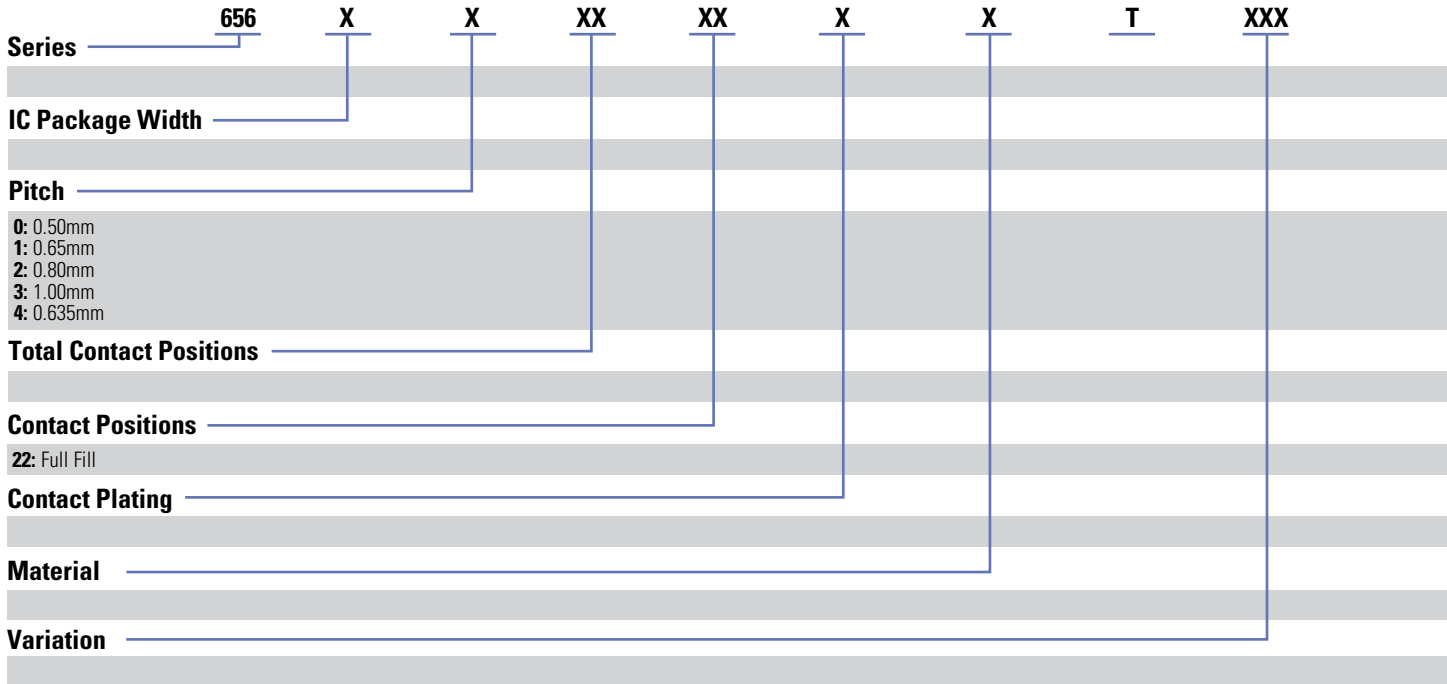 656 X X XX XX X X T XXX
Series
IC Package Width
Pitch
0: 0.50mm
1: 0.65mm
2: 0.80mm
3: 1.00mm
4: 0.635mm
Total Contact Positions
Contact Positions
22: Full Fill
Contact Plating
Material
Variation